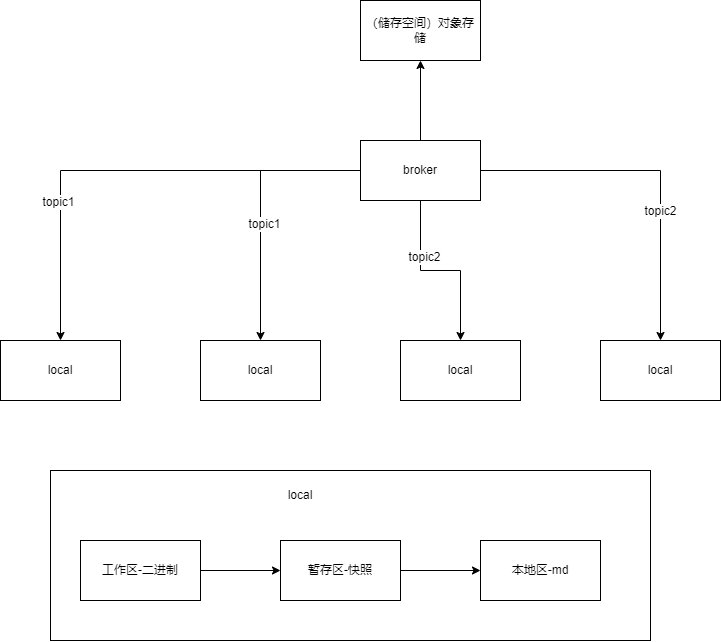 （储存空间）对象存
储
broker
topic1
topic1
topic2
topic2
local
local
local
local
local
工作区-二进制
暂存区-快照
本地区-md